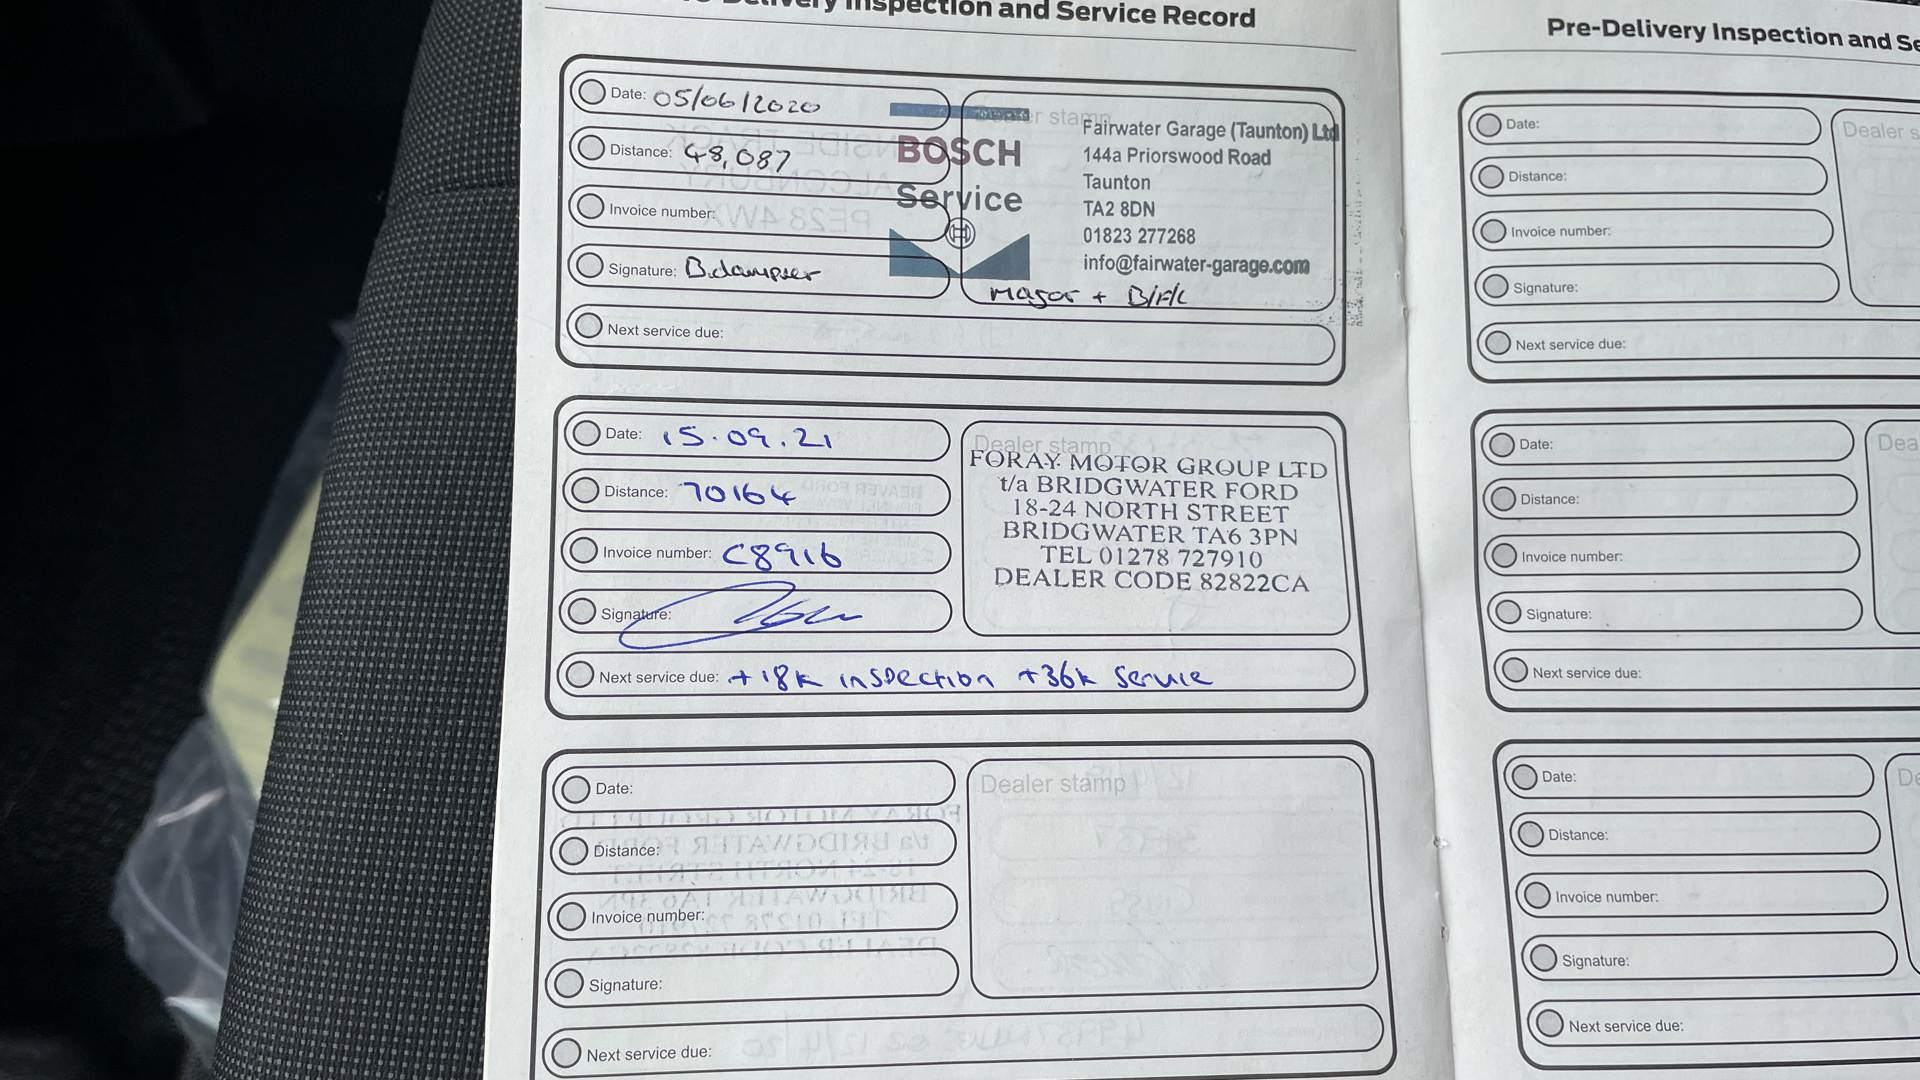 Delivery Inspection and Service Record
Date: 05/06/2020
Distance: 48,087
Invoice number:
Signature: B.dampier
Next service due:
Dealer stamp
BOSCH
Service
Fairwater Garage (Taunton) Ltd
144a Priorswood Road
Taunton
TA2 8DN
01823 277268
info@fairwater-garage.com
Major + B/F/C
Date: 15.09.21
Distance: 70164
Invoice number: C8916
Signature:
Next service due: +18k inspection +36k service
Dealer stamp
FORAY MOTOR GROUP LTD
t/a BRIDGWATER FORD
18-24 NORTH STREET
BRIDGWATER TA6 3PN
TEL 01278 727910
DEALER CODE 82822CA
Date:
Distance:
Invoice number:
Signature:
Next service due:
Dealer stamp
Pre-Delivery Inspection and Se
Date:
Distance:
Invoice number:
Signature:
Next service due:
Dealer s
Date:
Distance:
Invoice number:
Signature:
Next service due:
Dea
Date:
Distance:
Invoice number:
Signature:
Next service due:
De